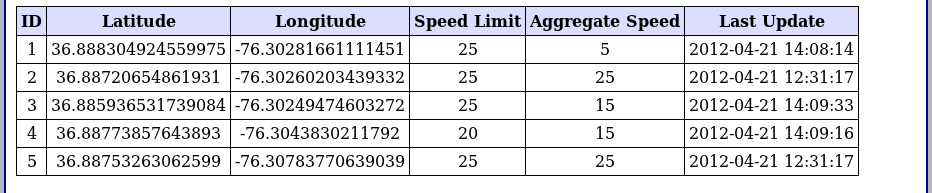 ID Latitude Longitude Speed Limit Aggregate Speed Last Update
1 36.888304924559975 -76.30281661111451 25 5 2012-04-21 14:08:14
2 36.88720654861931 -76.30260203439332 25 25 2012-04-21 12:31:17
3 36.885936531739084 -76.30249474603272 25 15 2012-04-21 14:09:33
4 36.88773857643893 -76.3043830211792 20 15 2012-04-21 14:09:16
5 36.88753263062599 -76.30783770639039 25 25 2012-04-21 12:31:17